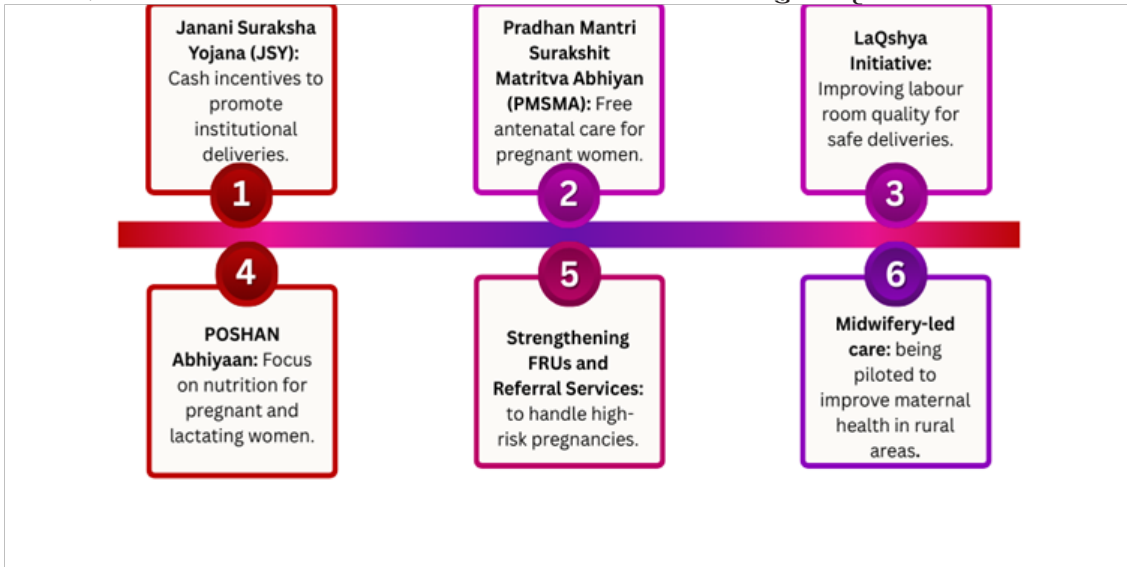 Janani Suraksha
Yojana (JSY):
Cash incentives to
promote
institutional
deliveries.
1
Pradhan Mantri
Surakshit
Matritva Abhiyan
(PMSMA): Free
antenatal care for
pregnant women.
2
LaQshya
Initiative:
Improving labour
room quality for
safe deliveries.
3
4
POSHAN
Abhiyaan: Focus
on nutrition for
pregnant and
lactating women.
5
Strengthening
FRUs and
Referral Services:
to handle high-
risk pregnancies.
6
Midwifery-led
care: being
piloted to
improve maternal
health in rural
areas.